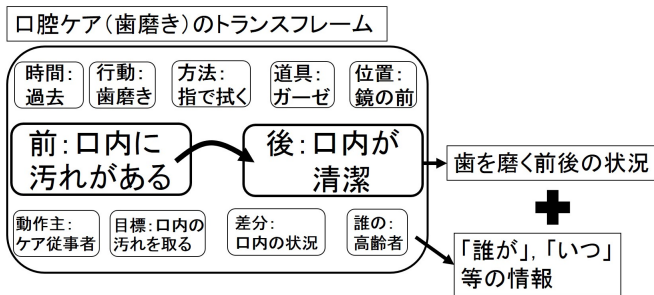 口腔ケア(歯磨き)のトランスフレーム
時間:
過去
行動:
歯磨き
方法:
指で拭く
道具:
ガーゼ
位置:
鏡の前
前:口内に
汚れがある
後:口内が
清潔
歯を磨く前後の状況
動作主:
ケア従事者
目標:口内の
汚れを取る
差分:
口内の状況
誰の:
高齢者
「誰が」,「いつ」
等の情報